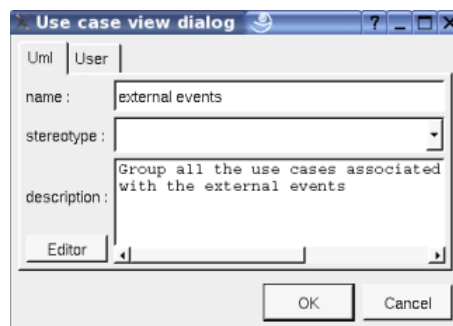 Use case view dialog
Uml User
name : external events
stereotype :
description : Group all the use cases associated
with the external events
Editor
OK Cancel